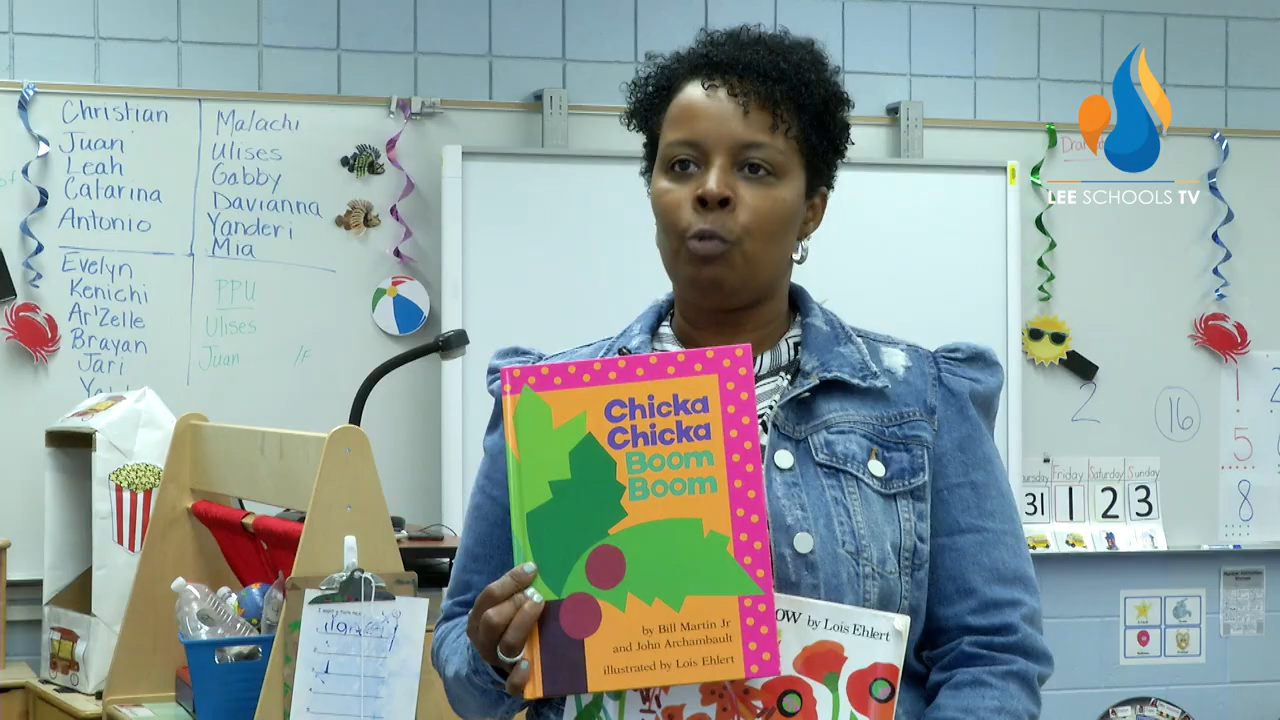 Christian
Juan
Leah
Catarina
Antonio
Evelyn
Kenichi
Ar'Zelle
Brayan
Jari
Malachi
Ulises
Gabby
Davianna
Yanderi
Mia
PPU
Ulises
Juan
LEE SCHOOLS TV
Chicka
Chicka
Boom
Boom
by Bill Martin Jr
and John Archambault
illustrated by Lois Ehlert
OW by Lois Ehlert
2
16
Friday Saturday Sunday
31 1 2 3
1
5
8